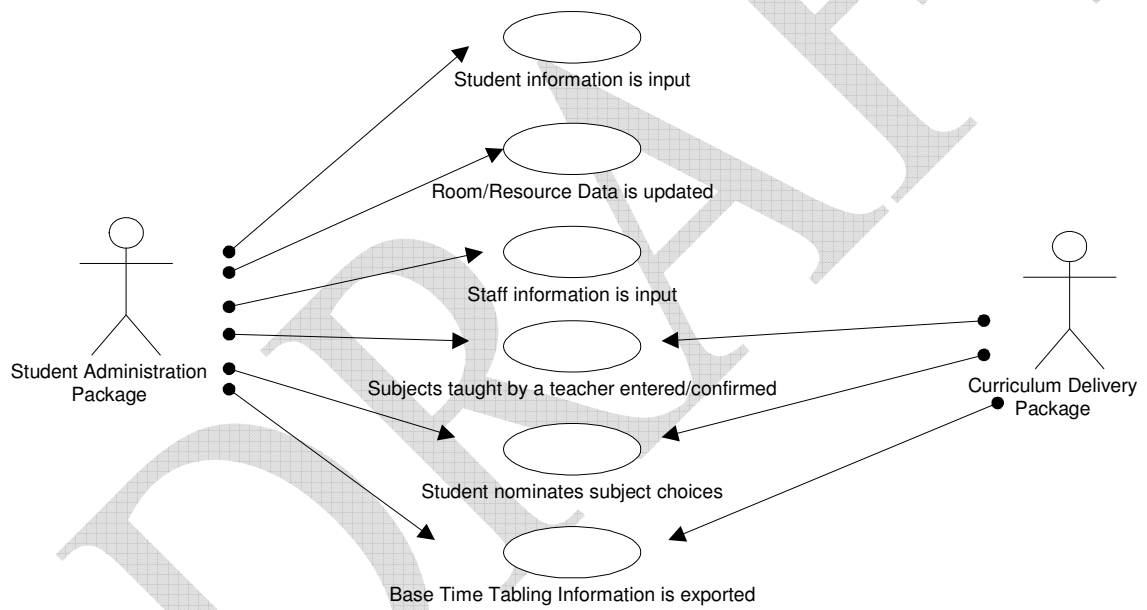 Student information is input
Room/Resource Data is updated
Staff information is input
Student Administration
Package
Subjects taught by a teacher entered/confirmed
Curriculum Delivery
Package
Student nominates subject choices
Base Time Tabling Information is exported
DRAF